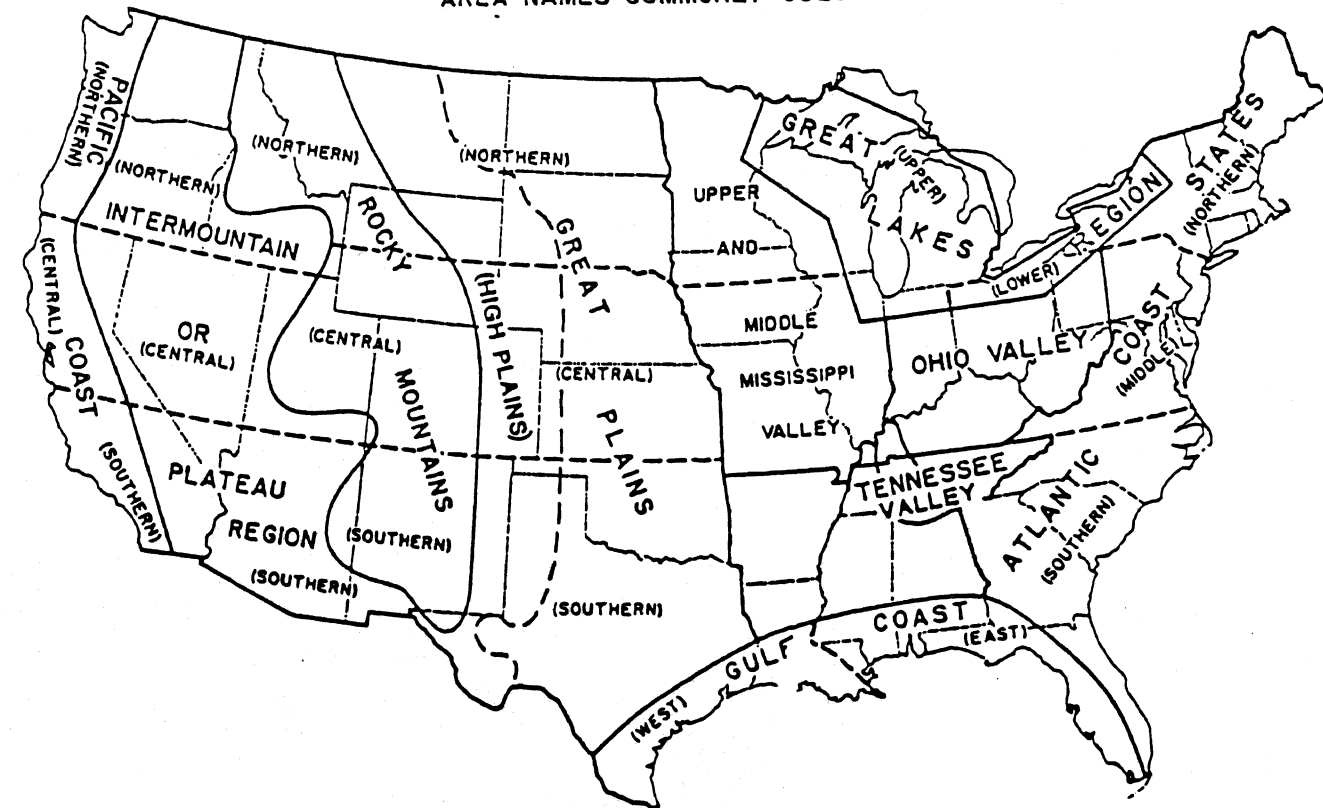 AREA NAMES COMMONLY
PACIFIC
(NORTHERN)
(CENTRAL)
COAST
(SOUTHERN)
(NORTHERN)
INTERMOUNTAIN
OR
(CENTRAL)
PLATEAU
REGION
(SOUTHERN)
(NORTHERN)
ROCKY
(CENTRAL)
MOUNTAINS
(SOUTHERN)
(NORTHERN)
GREAT
(HIGH PLAINS)
(CENTRAL)
PLAINS
(SOUTHERN)
UPPER
AND
MIDDLE
MISSISSIPPI
VALLEY
GREAT
(UPPER)
LAKES
(LOWER)
REGION
OHIO VALLEY
TENNESSEE
VALLEY
STATES
(NORTHERN)
COAST
(MIDDLE)
ATLANTIC
(SOUTHERN)
(WEST)
GULF
COAST
(EAST)